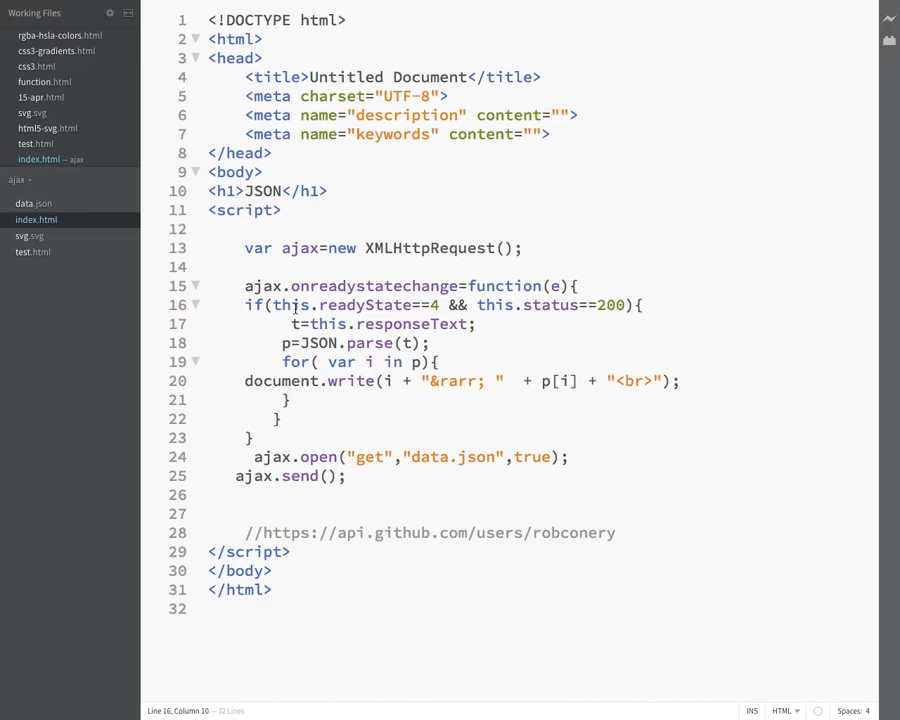 Working Files
rgba-hsla-colors.html
css3-gradients.html
css3.html
function.html
15-apr.html
svg.svg
html5-svg.html
test.html
index.html — ajax
ajax
data.json
index.html
svg.svg
test.html
1 <!DOCTYPE html>
2 <html>
3 <head>
4 <title>Untitled Document</title>
5 <meta charset="UTF-8">
6 <meta name="description" content="">
7 <meta name="keywords" content="">
8 </head>
9 <body>
10 <h1>JSON</h1>
11 <script>
12
13 var ajax=new XMLHttpRequest();
14
15 ajax.onreadystatechange=function(e){
16 if(this.readyState==4 && this.status==200){
17 t=this.responseText;
18 p=JSON.parse(t);
19 for( var i in p){
20 document.write(i + "&rarr; " + p[i] + "<br>");
21 }
22 }
23 }
24 ajax.open("get","data.json",true);
25 ajax.send();
26
27
28 //https://api.github.com/users/robconery
29 </script>
30 </body>
31 </html>
32
Line 16, Column 10 — 32 Lines
INS HTML Spaces: 4